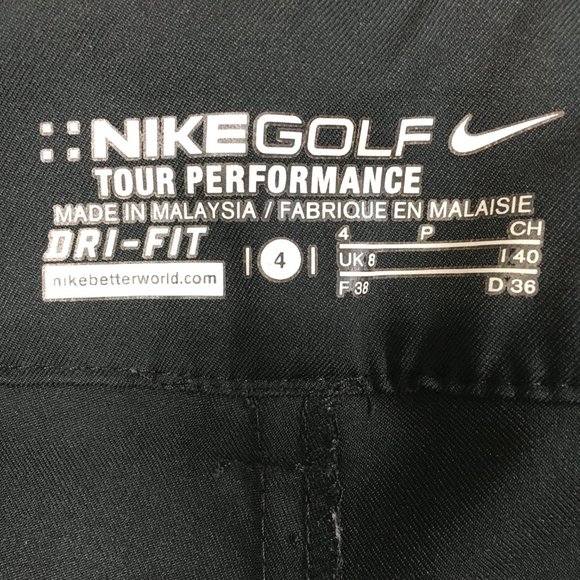 NIKEGOLF
TOUR PERFORMANCE
MADE IN MALAYSIA / FABRIQUE EN MALAISIE
DRI-FIT
nikebetterworld.com
4
4 P CH
UK 8 I 40
F 38 D 36